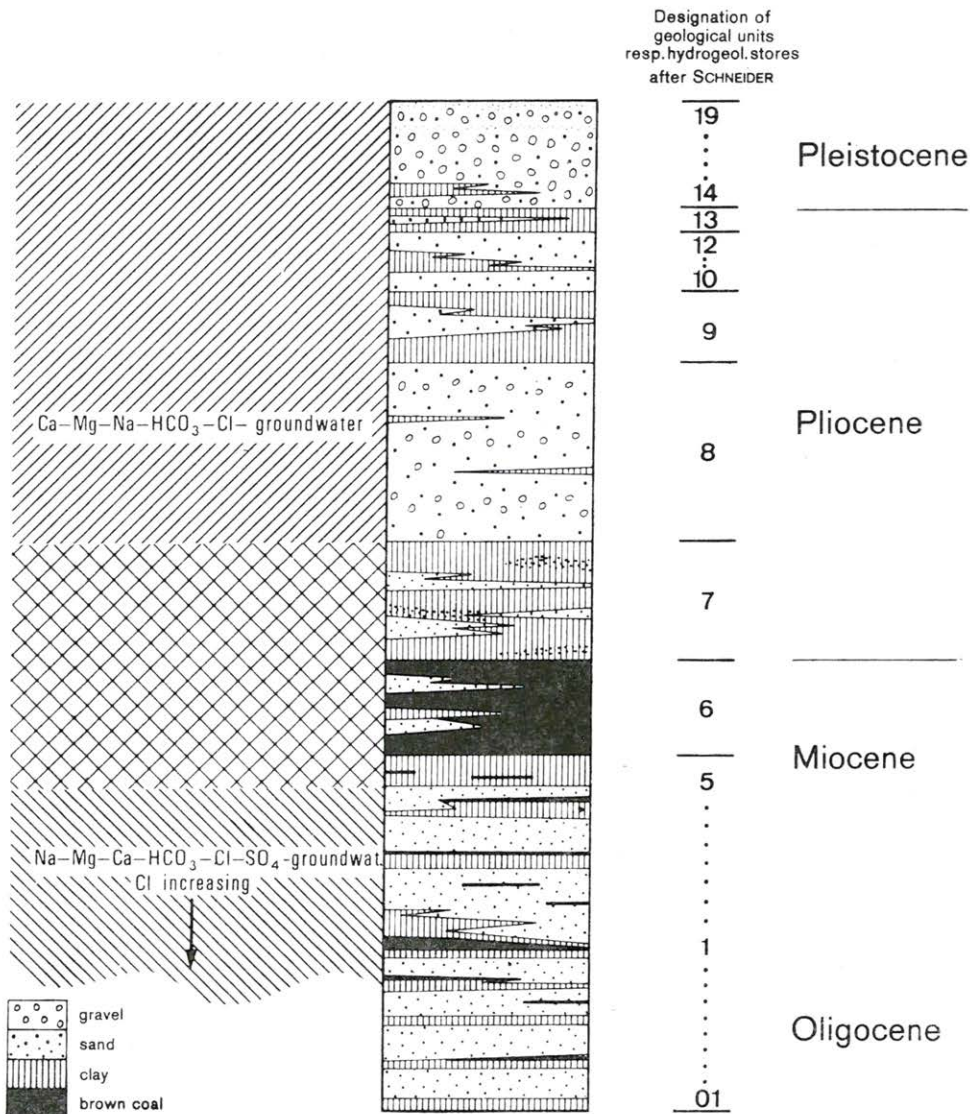 Designation of
geological units
resp. hydrogeol. stores
after SCHNEIDER
19
Pleistocene
14
13
12
10
9
Ca–Mg–Na–HCO₃–Cl– groundwater
Pliocene
8
7
6
Miocene
5
Na–Mg–Ca–HCO₃–Cl–SO₄-groundwat
Cl increasing
1
gravel
Oligocene
sand
clay
01
brown coal